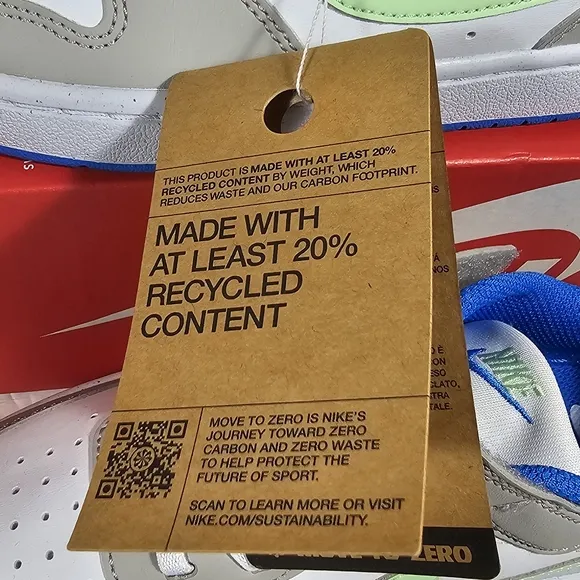 THIS PRODUCT IS MADE WITH AT LEAST 20%
RECYCLED CONTENT BY WEIGHT, WHICH
REDUCES WASTE AND OUR CARBON FOOTPRINT.
MADE WITH
AT LEAST 20%
RECYCLED
CONTENT
MOVE TO ZERO IS NIKE'S
JOURNEY TOWARD ZERO
CARBON AND ZERO WASTE
TO HELP PROTECT THE
FUTURE OF SPORT.
SCAN TO LEARN MORE OR VISIT
NIKE.COM/SUSTAINABILITY.
MOVE TO ZERO
NIKE